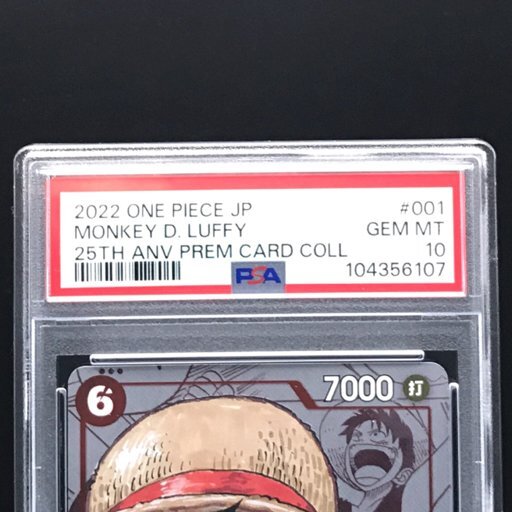 2022 ONE PIECE JP #001
MONKEY D. LUFFY GEM MT
25TH ANV PREM CARD COLL 10
PSA 104356107
6 7000 打